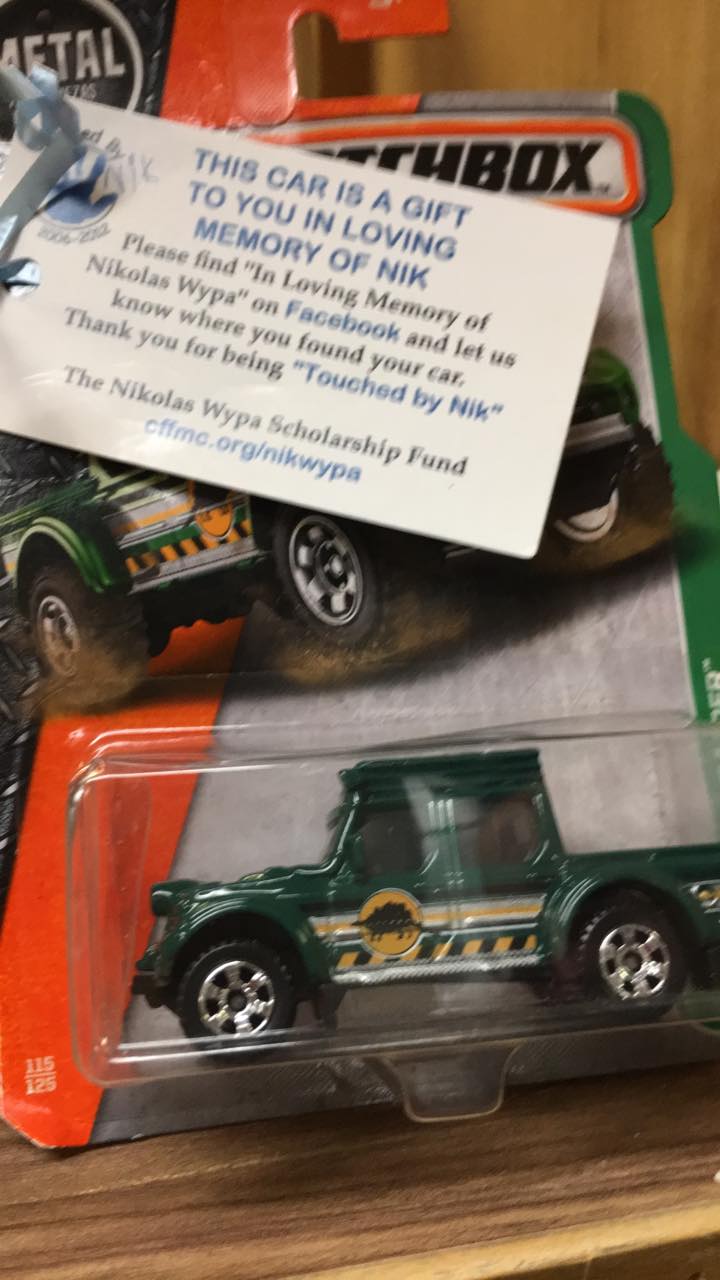 METAL
THIS CAR IS A GIFT
TO YOU IN LOVING
MEMORY OF NIK
Please find "In Loving Memory of
Nikolas Wypa" on Facebook and let us
know where you found your car.
Thank you for being "Touched by Nik"
The Nikolas Wypa Scholarship Fund
cffmc.org/nikwypa
NIK
MATCHBOX
115
125